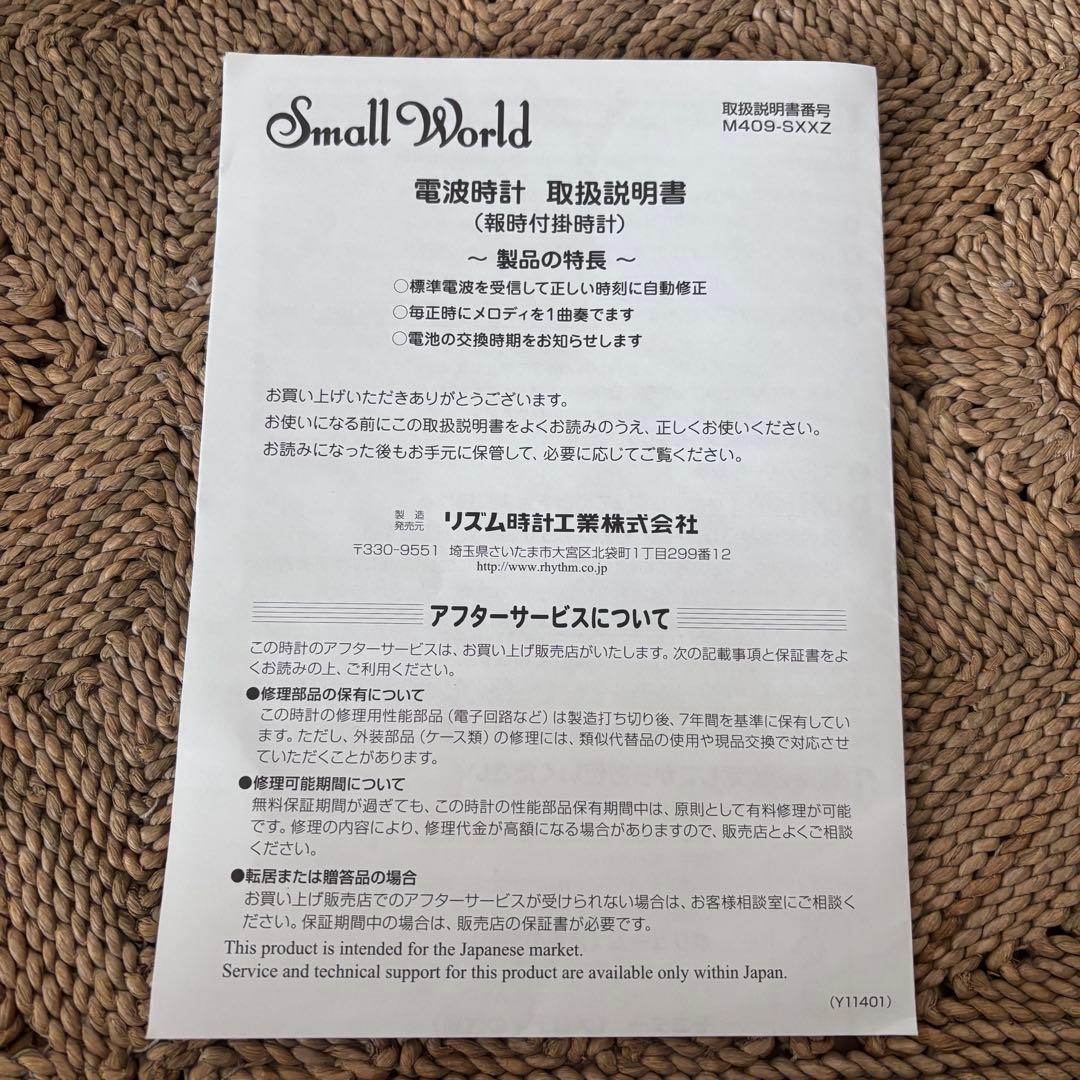 Small World
取扱説明書番号
M409-SXXZ
電波時計 取扱説明書
(報時付掛時計)
～ 製品の特長 ～
○標準電波を受信して正しい時刻に自動修正
○毎正時にメロディを1曲奏でます
○電池の交換時期をお知らせします
お買い上げいただきありがとうございます。
お使いになる前にこの取扱説明書をよくお読みのうえ、正しくお使いください。
お読みになった後もお手元に保管して、必要に応じてご覧ください。
製造
発売元 リズム時計工業株式会社
〒330-9551 埼玉県さいたま市大宮区北袋町1丁目299番12
http://www.rhythm.co.jp
アフターサービスについて
この時計のアフターサービスは、お買い上げ販売店がいたします。次の記載事項と保証書をよ
くお読みの上、ご利用ください。
●修理部品の保有について
この時計の修理用性能部品(電子回路など)は製造打ち切り後、7年間を基準に保有してい
ます。ただし、外装部品(ケース類)の修理には、類似代替品の使用や現品交換で対応させ
ていただくことがあります。
●修理可能期間について
無料保証期間が過ぎても、この時計の性能部品保有期間中は、原則として有料修理が可能
です。修理の内容により、修理代金が高額になる場合がありますので、販売店とよくご相談
ください。
●転居または贈答品の場合
お買い上げ販売店でのアフターサービスが受けられない場合は、お客様相談室にご相談く
ださい。保証期間中の場合は、販売店の保証書が必要です。
This product is intended for the Japanese market.
Service and technical support for this product are available only within Japan.
(Y11401)